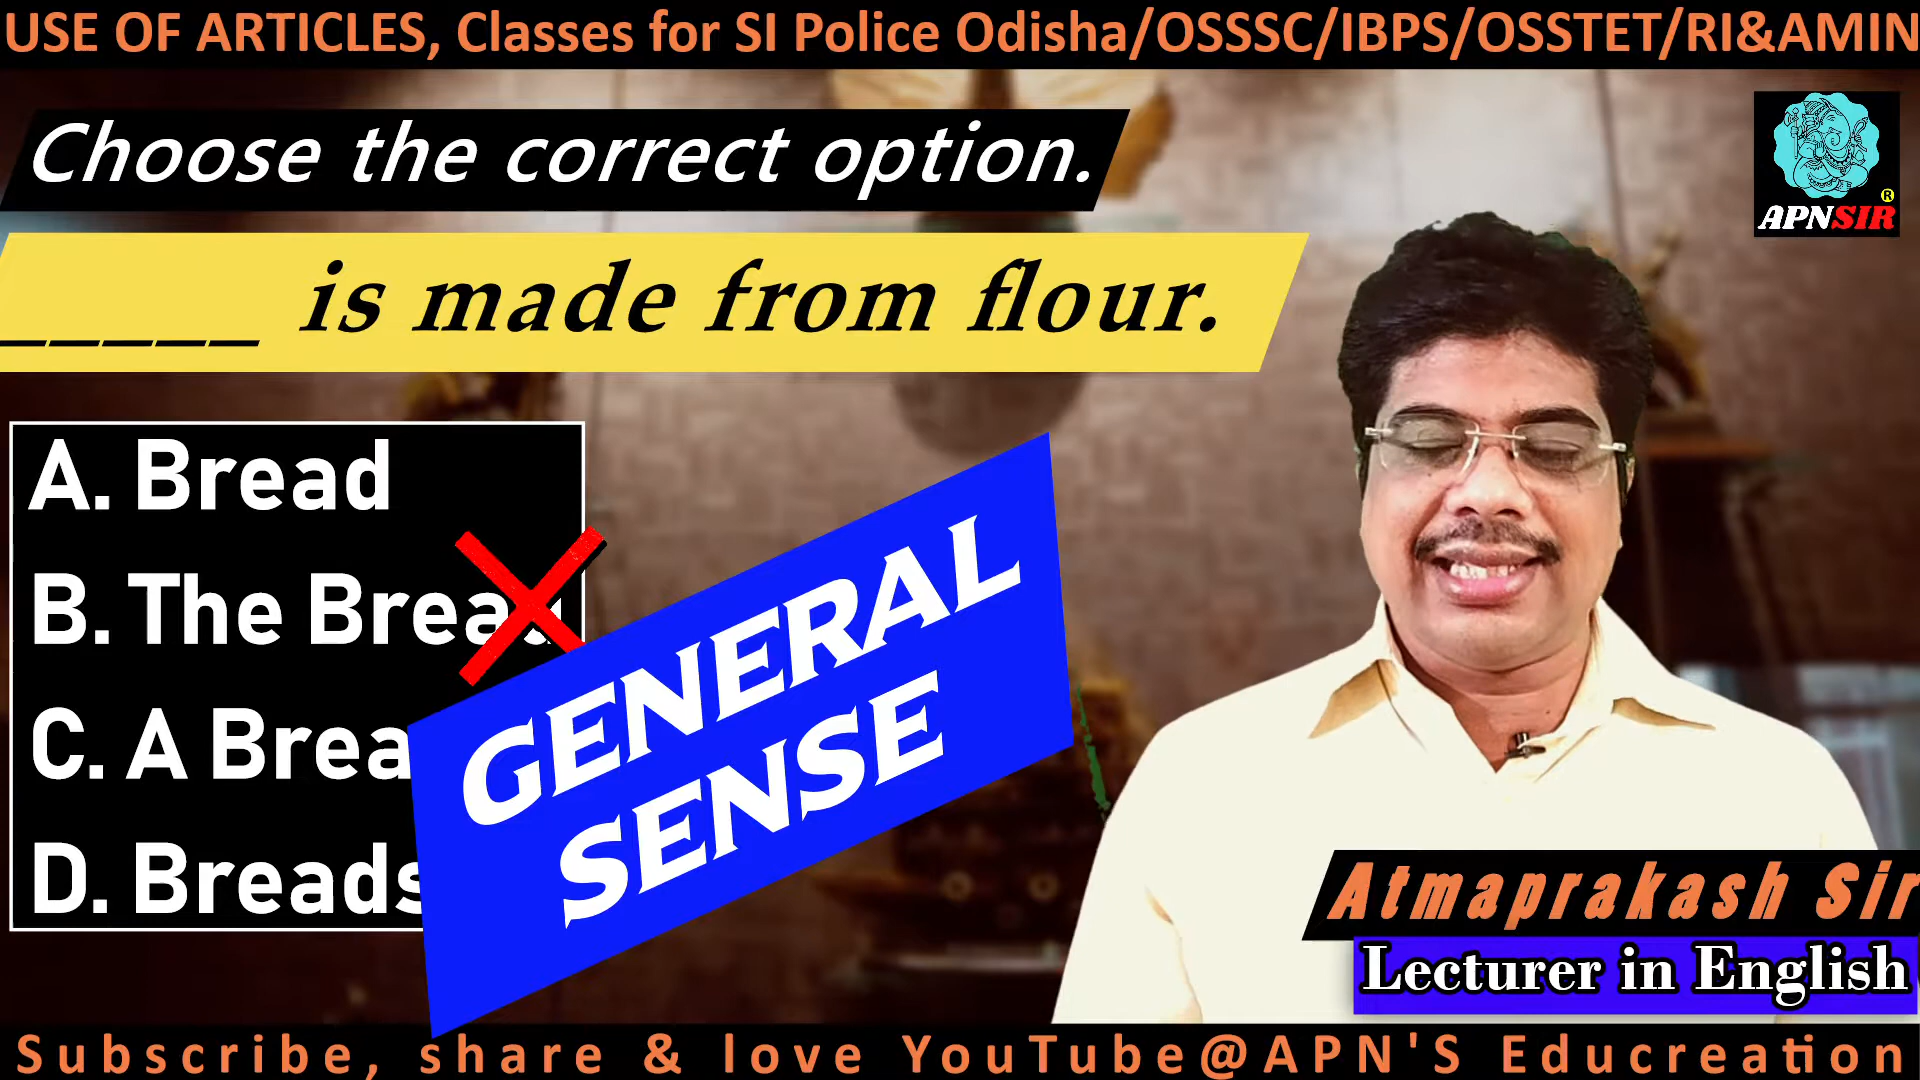 USE OF ARTICLES, Classes for SI Police Odisha/OSSSC/IBPS/OSSTET/RI&AMIN
Choose the correct option.
APNSIR®
_____ is made from flour.
A. Bread
B. The Bread
C. A Brea
D. Breads
GENERAL
SENSE
Atmaprakash Sir
Lecturer in English
Subscribe, share & love YouTube@APN'S Educreation